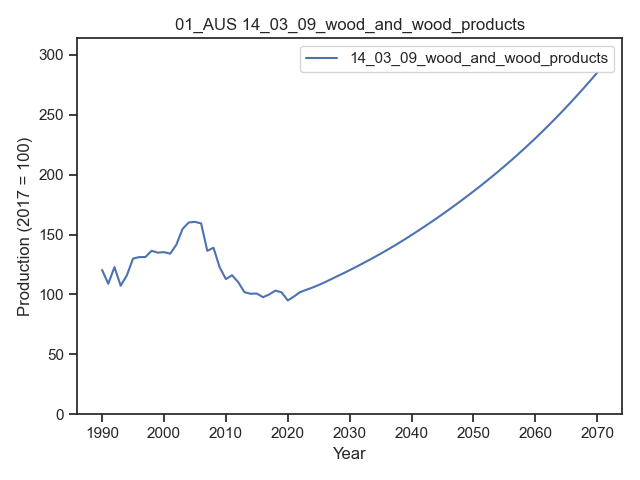 01_AUS 14_03_09_wood_and_wood_products
14_03_09_wood_and_wood_products
Production (2017 = 100)
300
250
200
150
100
50
0
1990 2000 2010 2020 2030 2040 2050 2060 2070
Year